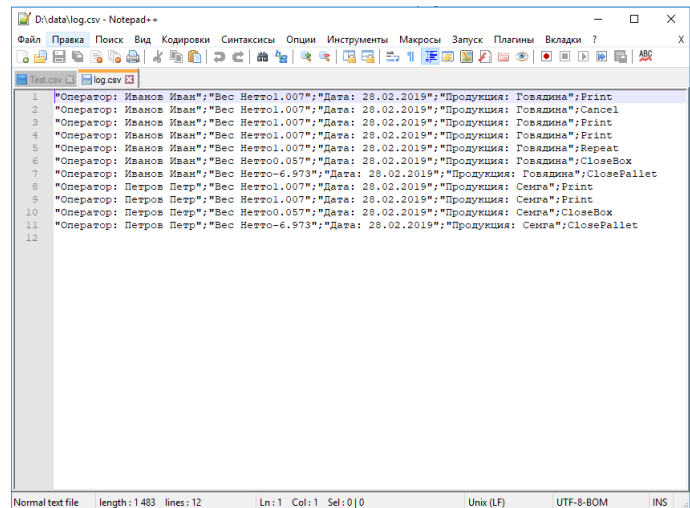 D:\data\log.csv - Notepad++
Файл Правка Поиск Вид Кодировки Синтаксисы Опции Инструменты Макросы Запуск Плагины Вкладки ? X
Test.csv log.csv
1 "Оператор: Иванов Иван";"Вес Нетто1.007";"Дата: 28.02.2019";"Продукция: Говядина";Print
2 "Оператор: Иванов Иван";"Вес Нетто1.007";"Дата: 28.02.2019";"Продукция: Говядина";Cancel
3 "Оператор: Иванов Иван";"Вес Нетто1.007";"Дата: 28.02.2019";"Продукция: Говядина";Print
4 "Оператор: Иванов Иван";"Вес Нетто1.007";"Дата: 28.02.2019";"Продукция: Говядина";Print
5 "Оператор: Иванов Иван";"Вес Нетто1.007";"Дата: 28.02.2019";"Продукция: Говядина";Repeat
6 "Оператор: Иванов Иван";"Вес Нетто0.057";"Дата: 28.02.2019";"Продукция: Говядина";CloseBox
7 "Оператор: Иванов Иван";"Вес Нетто-6.973";"Дата: 28.02.2019";"Продукция: Говядина";ClosePallet
8 "Оператор: Петров Петр";"Вес Нетто1.007";"Дата: 28.02.2019";"Продукция: Семга";Print
9 "Оператор: Петров Петр";"Вес Нетто1.007";"Дата: 28.02.2019";"Продукция: Семга";Print
10 "Оператор: Петров Петр";"Вес Нетто0.057";"Дата: 28.02.2019";"Продукция: Семга";CloseBox
11 "Оператор: Петров Петр";"Вес Нетто-6.973";"Дата: 28.02.2019";"Продукция: Семга";ClosePallet
12
Normal text file length : 1 483 lines : 12 Ln : 1 Col : 1 Sel : 0 | 0 Unix (LF) UTF-8-BOM INS